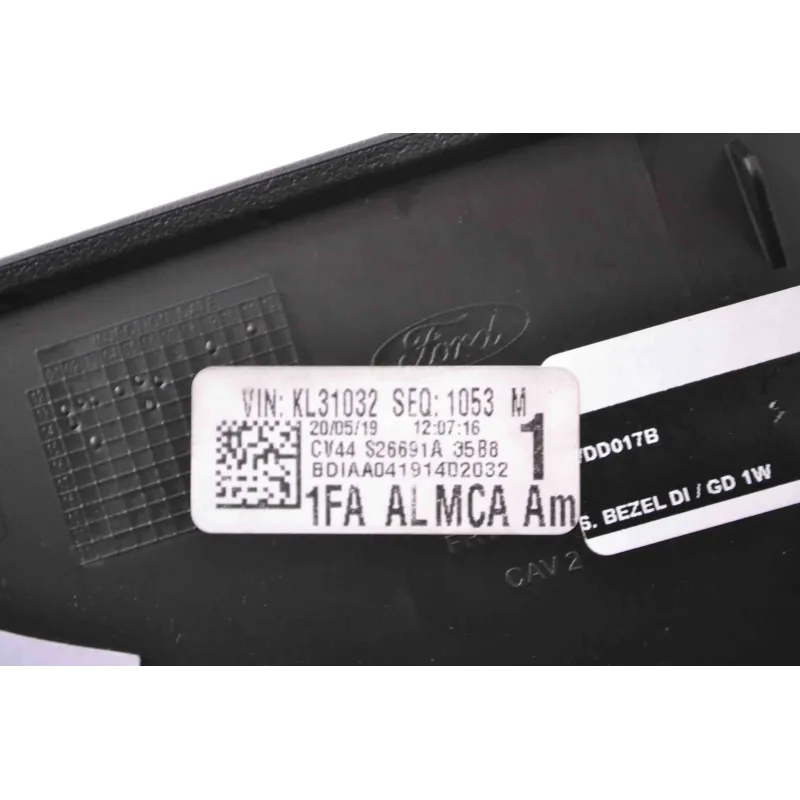 Ford
VIN: KL31032 SEQ: 1053 M
20/05/19 12:07:16
CV44 S26691A 35B8
BDIAA04191402032
1
1FA ALMCA Am
DD017B
S. BEZEL DI / GD 1W
CAV 2